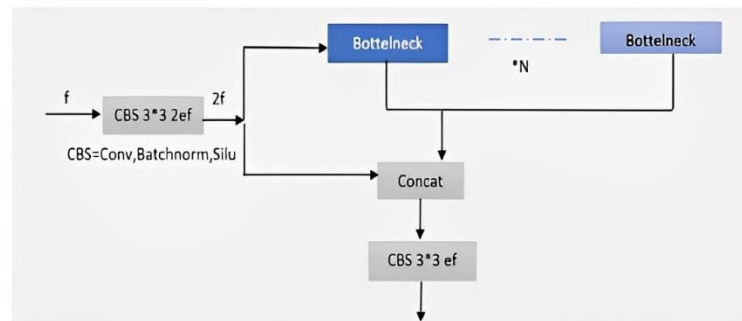 Bottelneck
Bottelneck
*N
f
2f
CBS 3*3 2ef
CBS=Conv,Batchnorm,Silu
Concat
CBS 3*3 ef